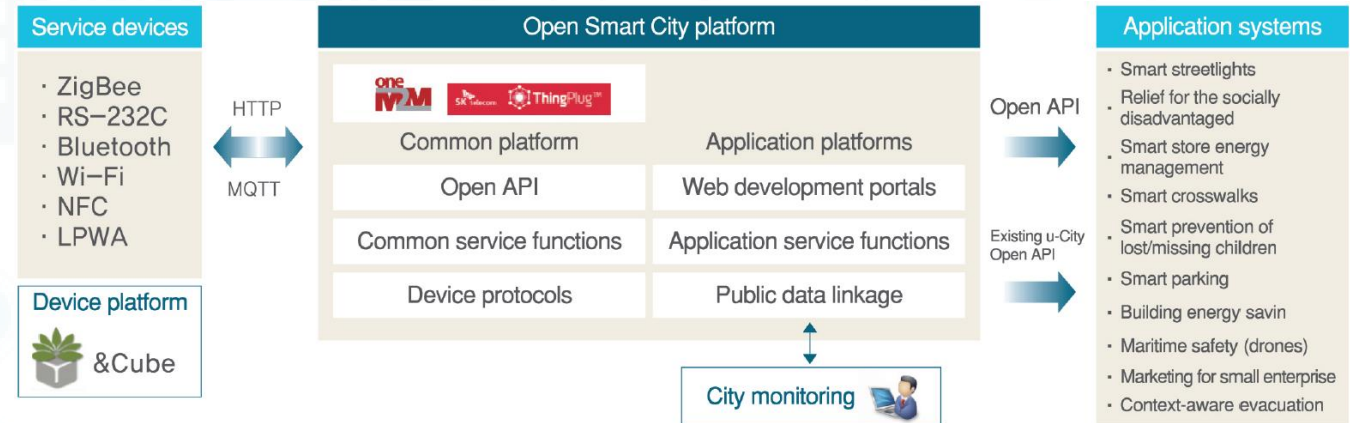 Service devices
· ZigBee
· RS-232C
· Bluetooth
· Wi-Fi
· NFC
· LPWA
Device platform
&Cube
HTTP
MQTT
Open Smart City platform
one
M2M
SK telecom ThingPlug™
Common platform
Open API
Common service functions
Device protocols
Application platforms
Web development portals
Application service functions
Public data linkage
City monitoring
Open API
Existing u-City
Open API
Application systems
· Smart streetlights
· Relief for the socially
disadvantaged
· Smart store energy
management
· Smart crosswalks
· Smart prevention of
lost/missing children
· Smart parking
· Building energy savin
· Maritime safety (drones)
· Marketing for small enterprise
· Context-aware evacuation